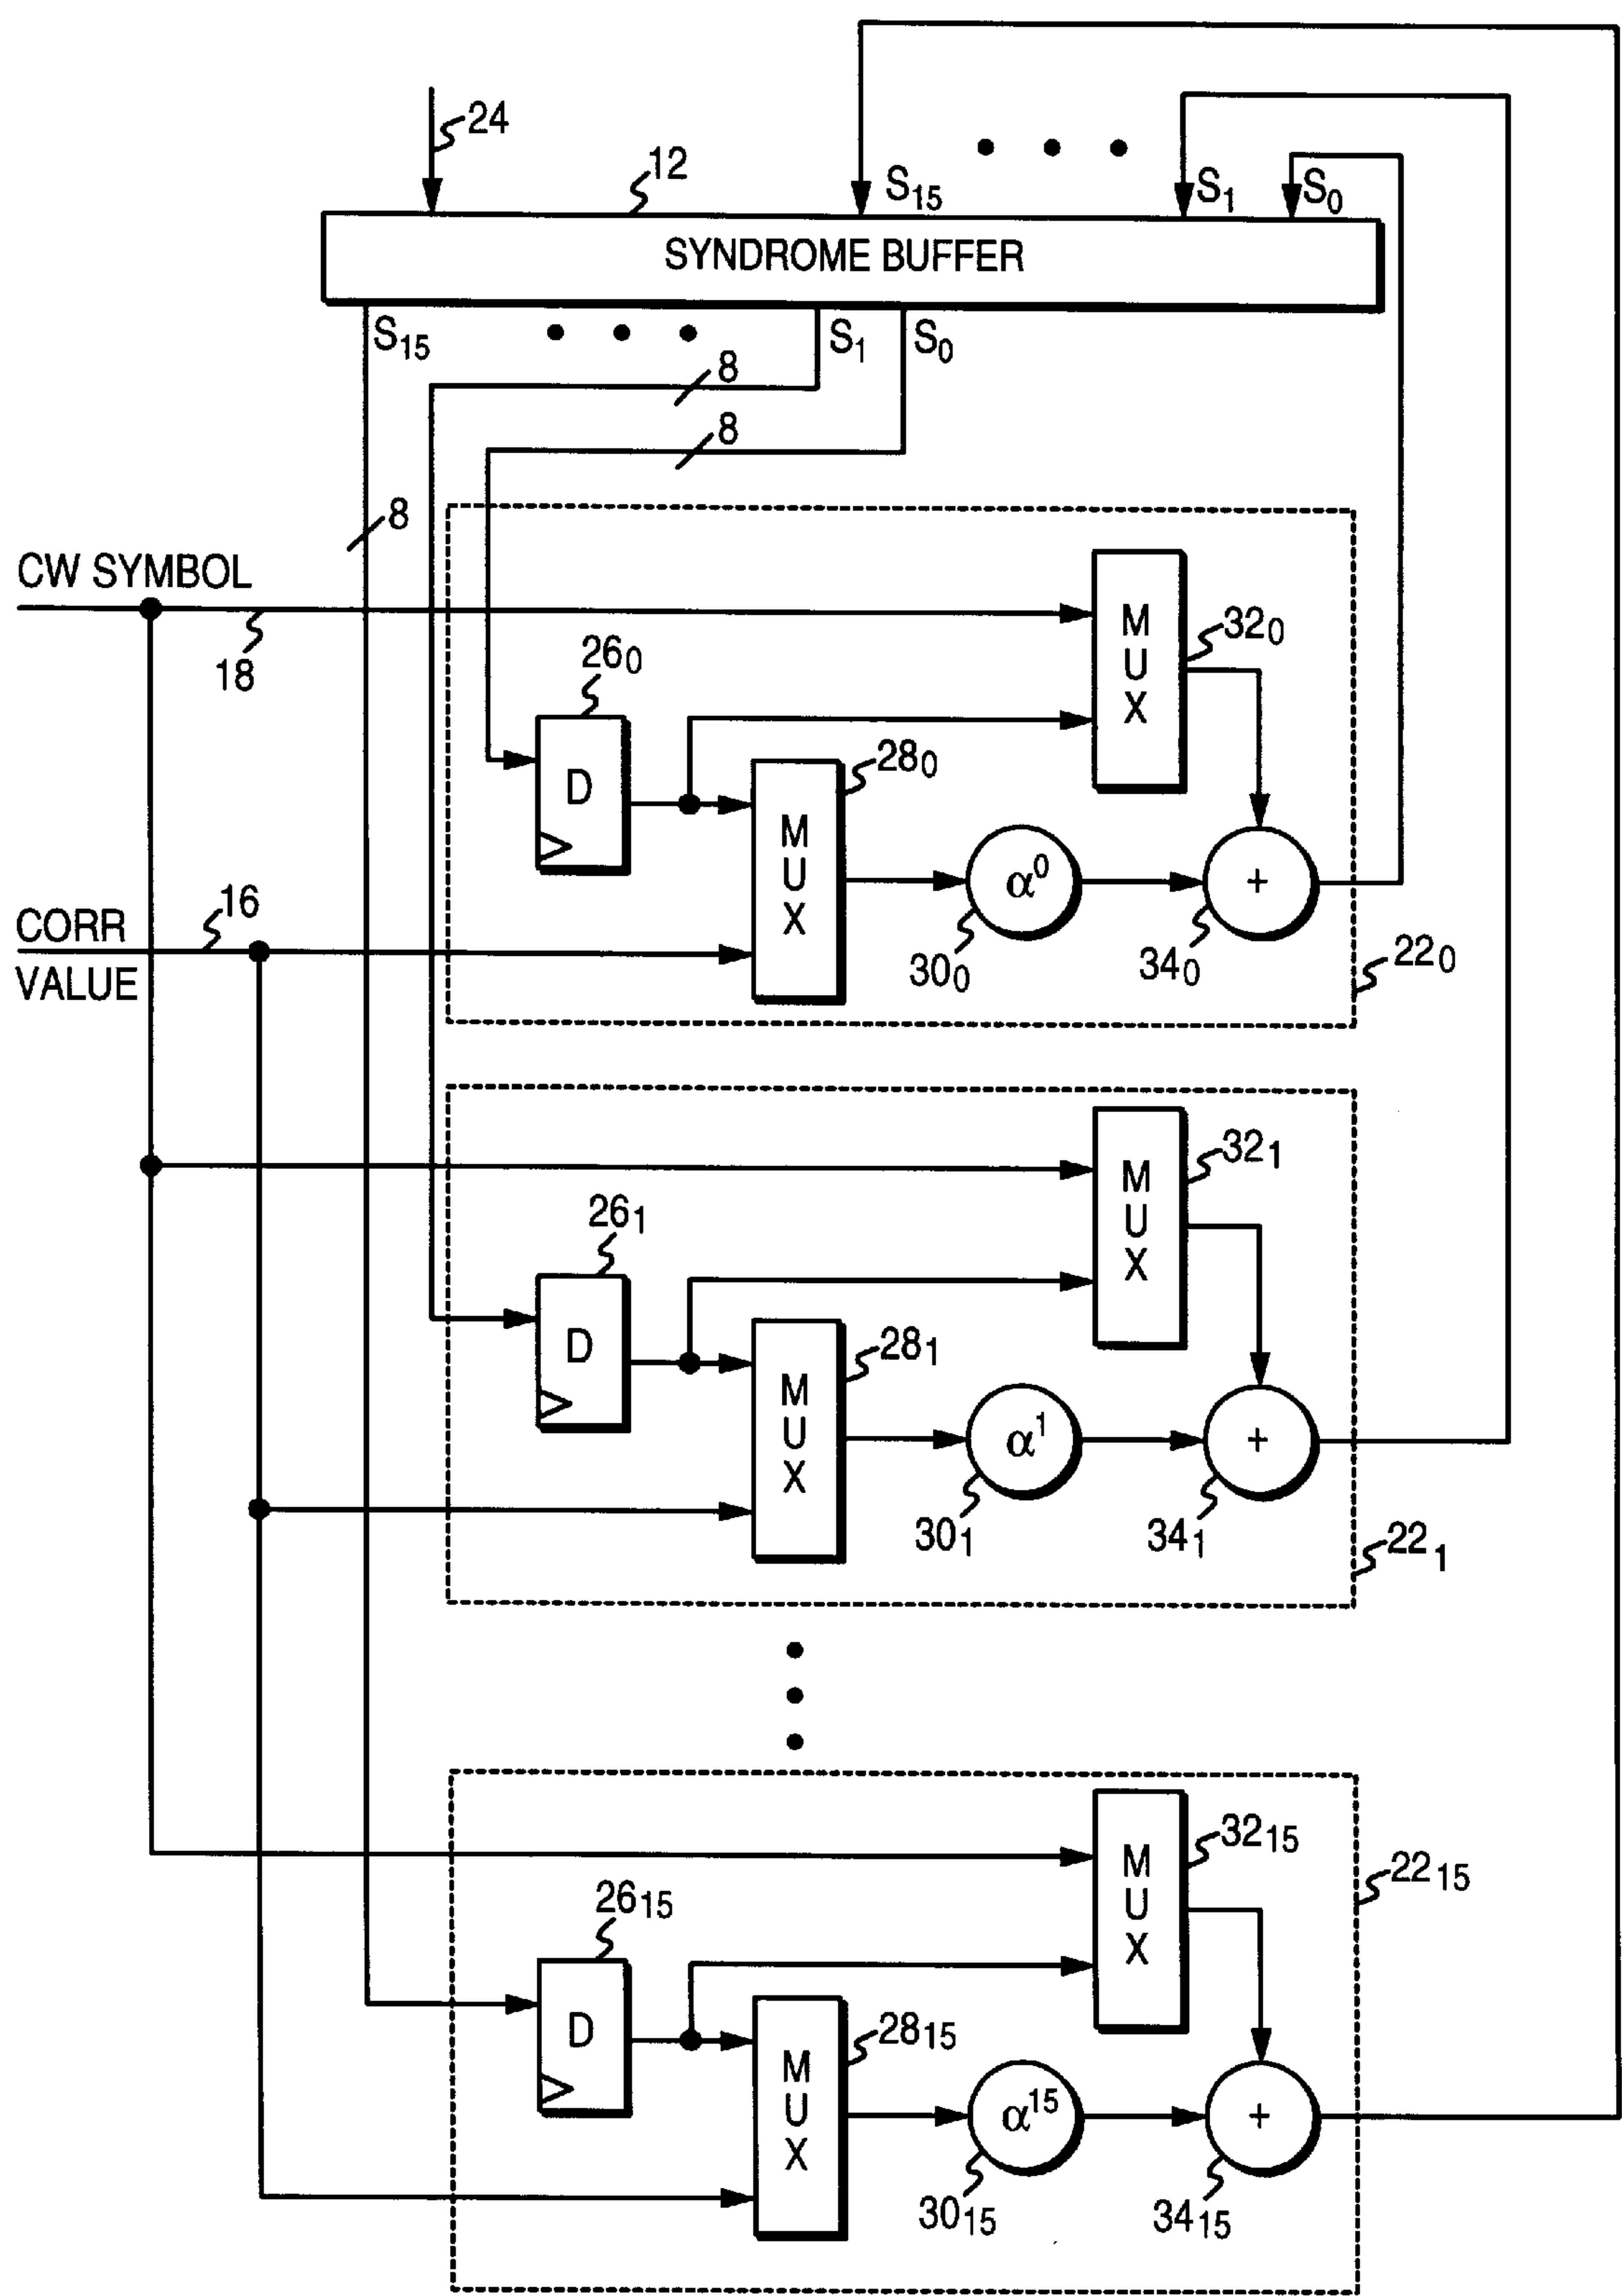 24
12
S15
S1
S0
SYNDROME BUFFER
S15
S1
S0
8
8
8
CW SYMBOL
18
MUX
320
260
D
280
MUX
α0
+
CORR
VALUE
16
300
340
220
MUX
321
261
D
281
MUX
α1
+
301
341
221
MUX
3215
2215
2615
D
2815
MUX
α15
+
3015
3415